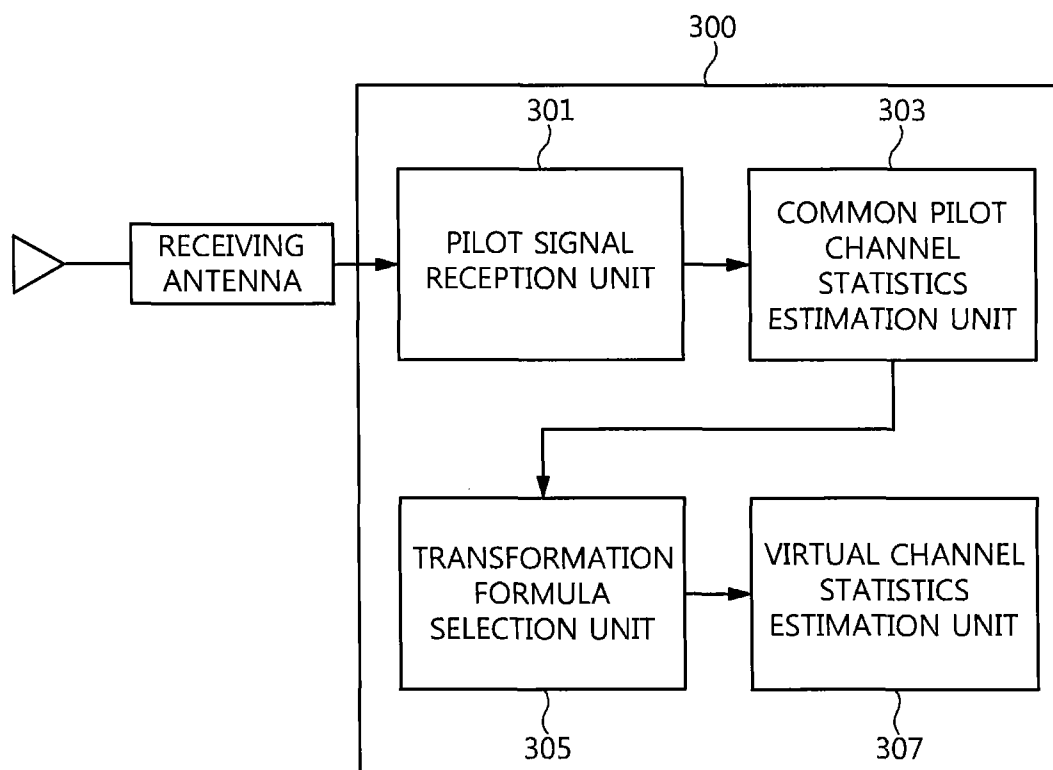 300
301
303
RECEIVING
ANTENNA
PILOT SIGNAL
RECEPTION UNIT
COMMON PILOT
CHANNEL
STATISTICS
ESTIMATION UNIT
TRANSFORMATION
FORMULA
SELECTION UNIT
VIRTUAL CHANNEL
STATISTICS
ESTIMATION UNIT
305
307